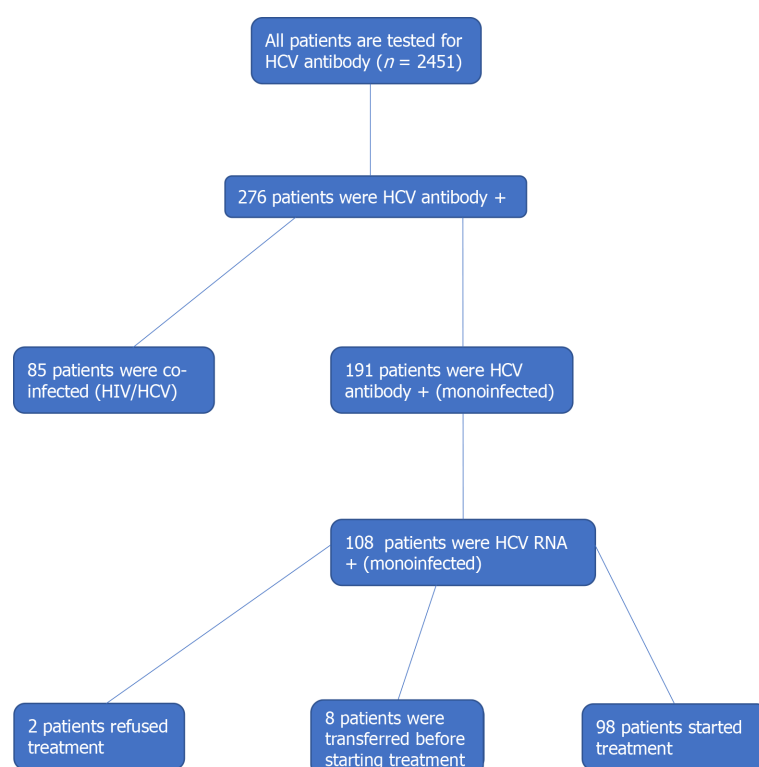 All patients are tested for
HCV antibody (n = 2451)
276 patients were HCV antibody +
85 patients were co-
infected (HIV/HCV)
191 patients were HCV
antibody + (monoinfected)
108 patients were HCV RNA
+ (monoinfected)
2 patients refused
treatment
8 patients were
transferred before
starting treatment
98 patients started
treatment